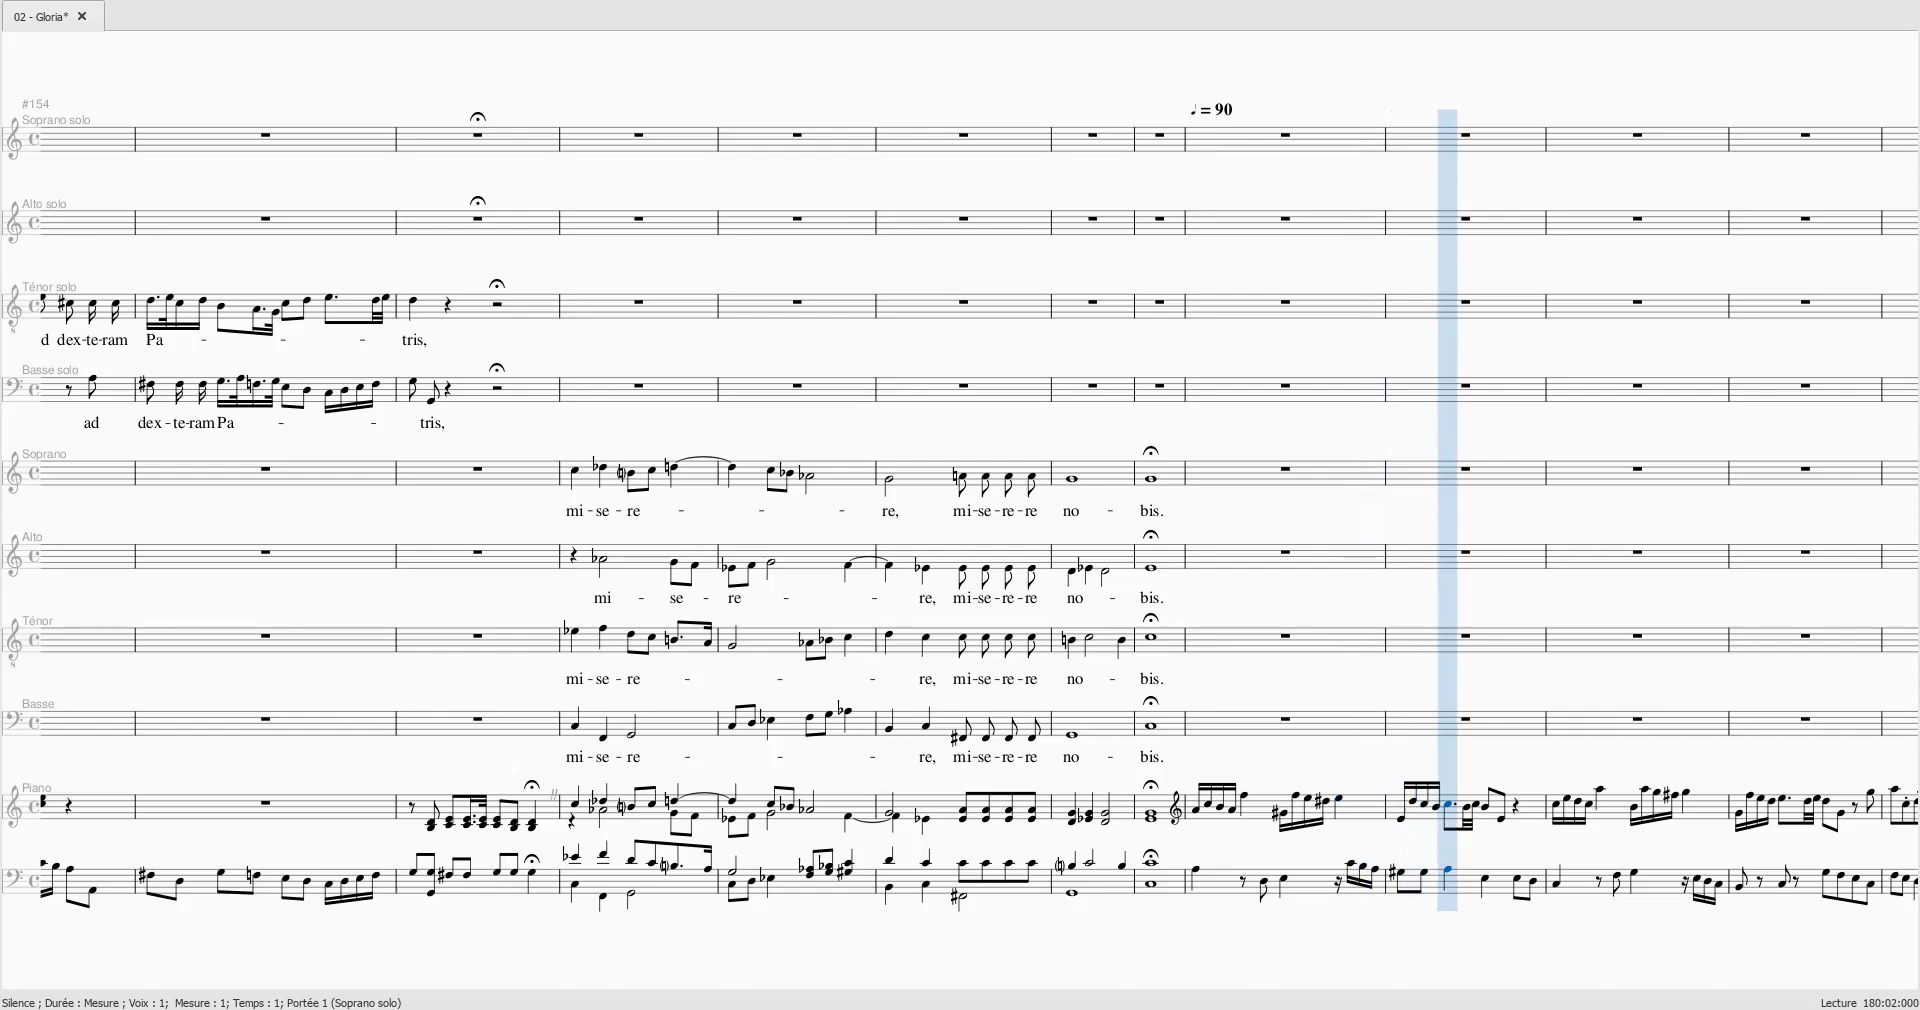 02 - Gloria*
#154
Soprano solo
= 90
Alto solo
Ténor solo
d dex-te-ram Pa - - - - tris,
Basse solo
ad dex-te-ram Pa - - tris,
Soprano
mi - se - re - - - re, mi-se-re-re no - bis.
Alto
mi - se - re - - re, mi-se-re-re no - bis.
Ténor
mi - se - re - - - re, mi-se-re-re no - bis.
Basse
mi - se - re - - - re, mi-se-re-re no - bis.
Piano
Silence ; Durée : Mesure ; Voix : 1; Mesure : 1; Temps : 1; Portée 1 (Soprano solo)
Lecture 180:02:000